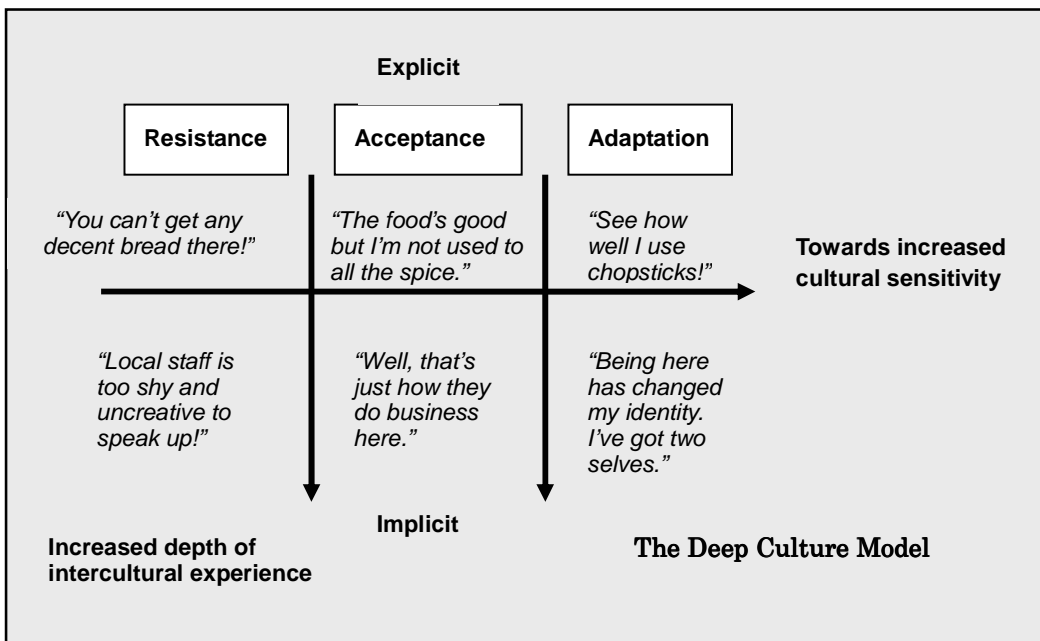 Explicit
Resistance
Acceptance
Adaptation
“You can’t get any
decent bread there!”
“The food’s good
but I’m not used to
all the spice.”
“See how
well I use
chopsticks!”
Towards increased
cultural sensitivity
“Local staff is
too shy and
uncreative to
speak up!”
“Well, that’s
just how they
do business
here.”
“Being here
has changed
my identity.
I’ve got two
selves.”
Implicit
Increased depth of
intercultural experience
The Deep Culture Model